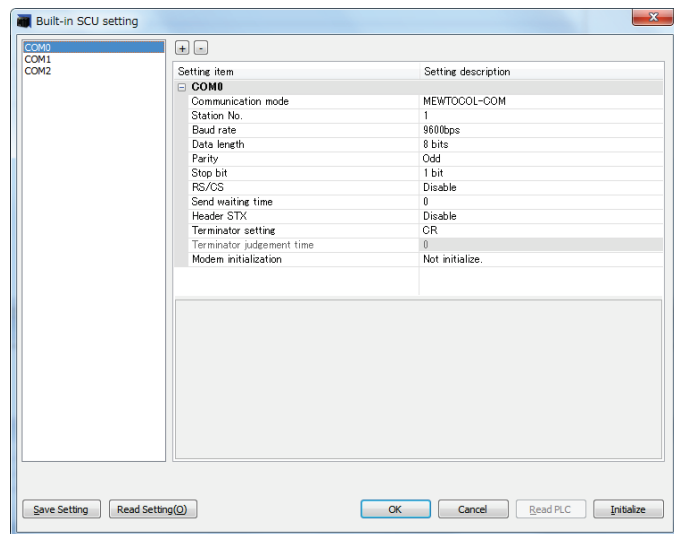 Built-in SCU setting
x
COM0
COM1
COM2
+ -
Setting item Setting description
COM0
Communication mode MEWTOCOL-COM
Station No. 1
Baud rate 9600bps
Data length 8 bits
Parity Odd
Stop bit 1 bit
RS/CS Disable
Send waiting time 0
Header STX Disable
Terminator setting CR
Terminator judgement time 0
Modem initialization Not initialize.
Save Setting Read Setting(O) OK Cancel Read PLC Initialize